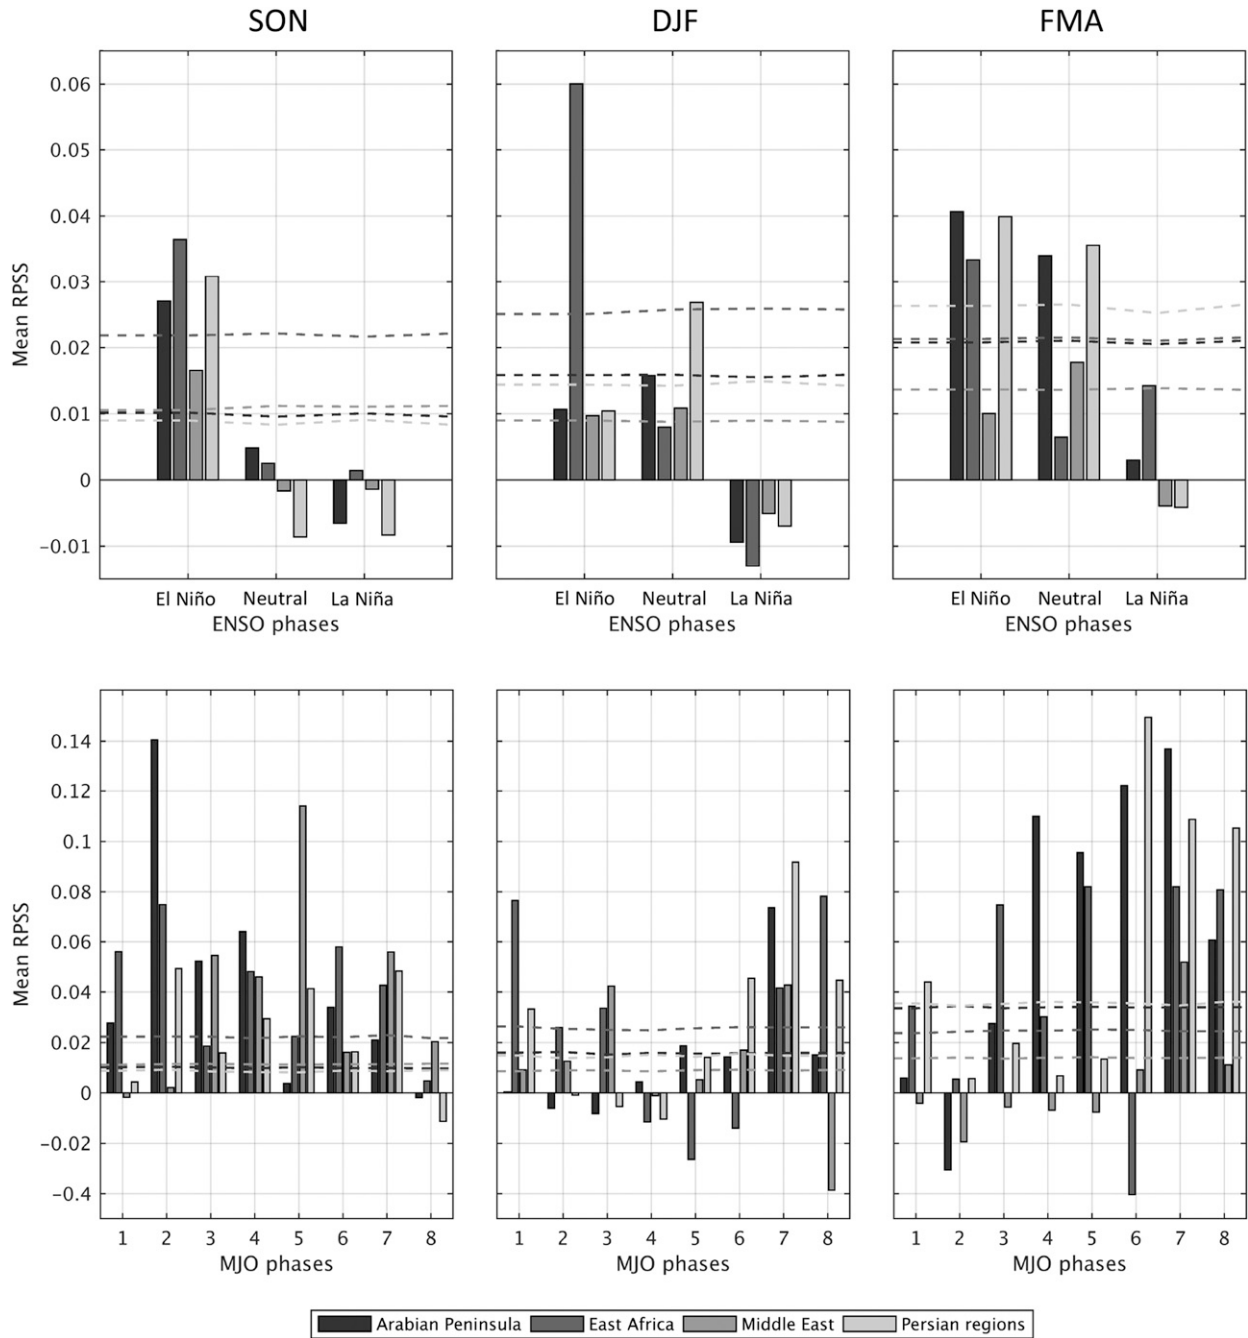 SON DJF FMA
0.06
0.05
0.04
0.03
0.02
0.01
0
−0.01
Mean RPSS
El Niño Neutral La Niña El Niño Neutral La Niña El Niño Neutral La Niña
ENSO phases ENSO phases ENSO phases
0.14
0.12
0.1
0.08
0.06
0.04
0.02
0
−0.02
−0.4
Mean RPSS
1 2 3 4 5 6 7 8 1 2 3 4 5 6 7 8 1 2 3 4 5 6 7 8
MJO phases MJO phases MJO phases
Arabian Peninsula East Africa Middle East Persian regions